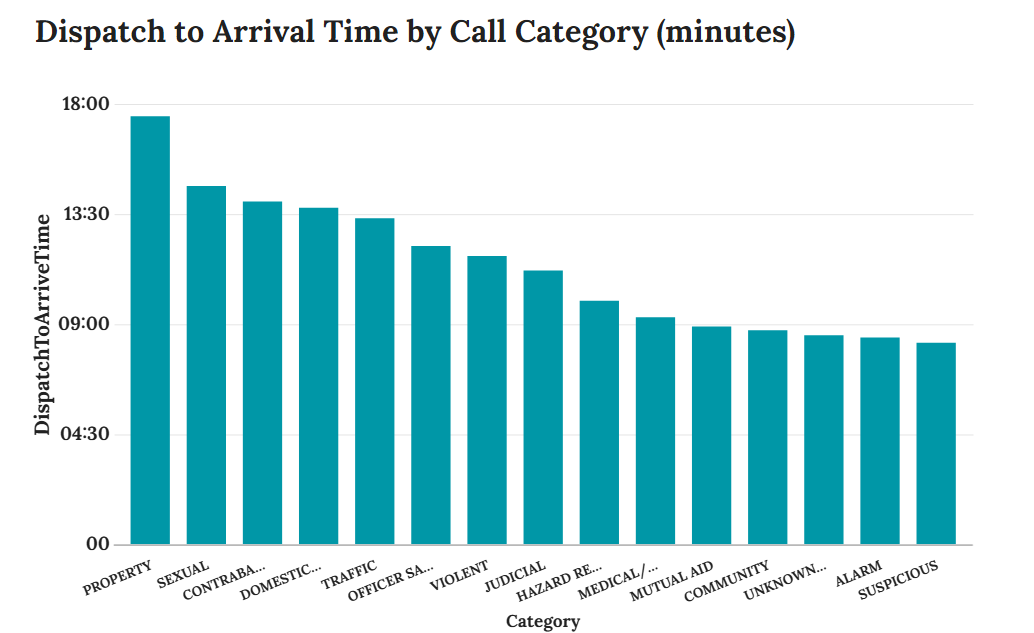 Dispatch to Arrival Time by Call Category (minutes)
18:00
13:30
09:00
04:30
00
DispatchToArriveTime
PROPERTY
SEXUAL
CONTRABA...
DOMESTIC...
TRAFFIC
OFFICER SA...
VIOLENT
JUDICIAL
HAZARD RE...
MEDICAL/...
MUTUAL AID
COMMUNITY
UNKNOWN...
ALARM
SUSPICIOUS
Category